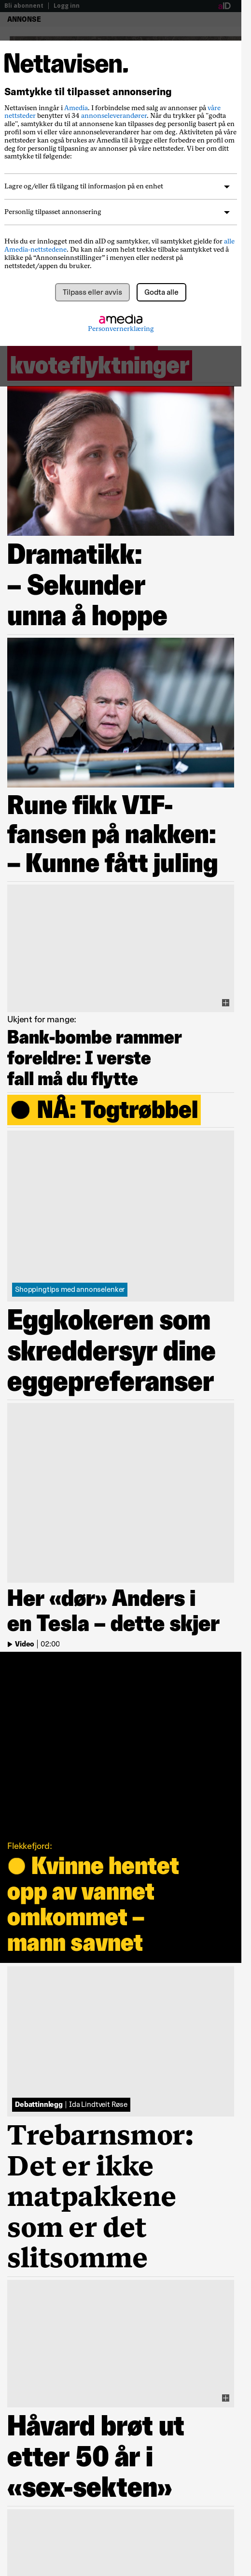 Bli abonnent | Logg inn
aID
ANNONSE
Nettavisen.
Samtykke til tilpasset annonsering
Nettavisen inngår i Amedia. I forbindelse med salg av annonser på våre
nettsteder benytter vi 34 annonseleverandører. Når du trykker på "godta
alle", samtykker du til at annonsene kan tilpasses deg personlig, basert på en
profil som vi og/eller våre annonseleverandører har om deg. Aktiviteten på våre
nettsteder kan også brukes av Amedia til å bygge eller forbedre en profil om
deg for personlig tilpasning av annonser på våre nettsteder. Vi ber om ditt
samtykke til følgende:
Lagre og/eller få tilgang til informasjon på en enhet
Personlig tilpasset annonsering
Hvis du er innlogget med din aID og samtykker, vil samtykket gjelde for alle
Amedia-nettstedene. Du kan når som helst trekke tilbake samtykket ved å
klikke på “Annonseinnstillinger” i menyen eller nederst på
nettstedet/appen du bruker.
Tilpass eller avvis
Godta alle
amedia
Personvernerklæring
kvoteflyktninger
Dramatikk:
– Sekunder
unna å hoppe
Rune fikk VIF-
fansen på nakken:
– Kunne fått juling
Ukjent for mange:
Bank-bombe rammer
foreldre: I verste
fall må du flytte
● NÅ: Togtrøbbel
Shoppingtips med annonselenker
Eggkokeren som
skreddersyr dine
eggepreferanser
Her «dør» Anders i
en Tesla – dette skjer
Video | 02:00
Flekkefjord:
● Kvinne hentet
opp av vannet
omkommet –
mann savnet
Debattinnlegg | Ida Lindtveit Røse
Trebarnsmor:
Det er ikke
matpakkene
som er det
slitsomme
Håvard brøt ut
etter 50 år i
«sex-sekten»